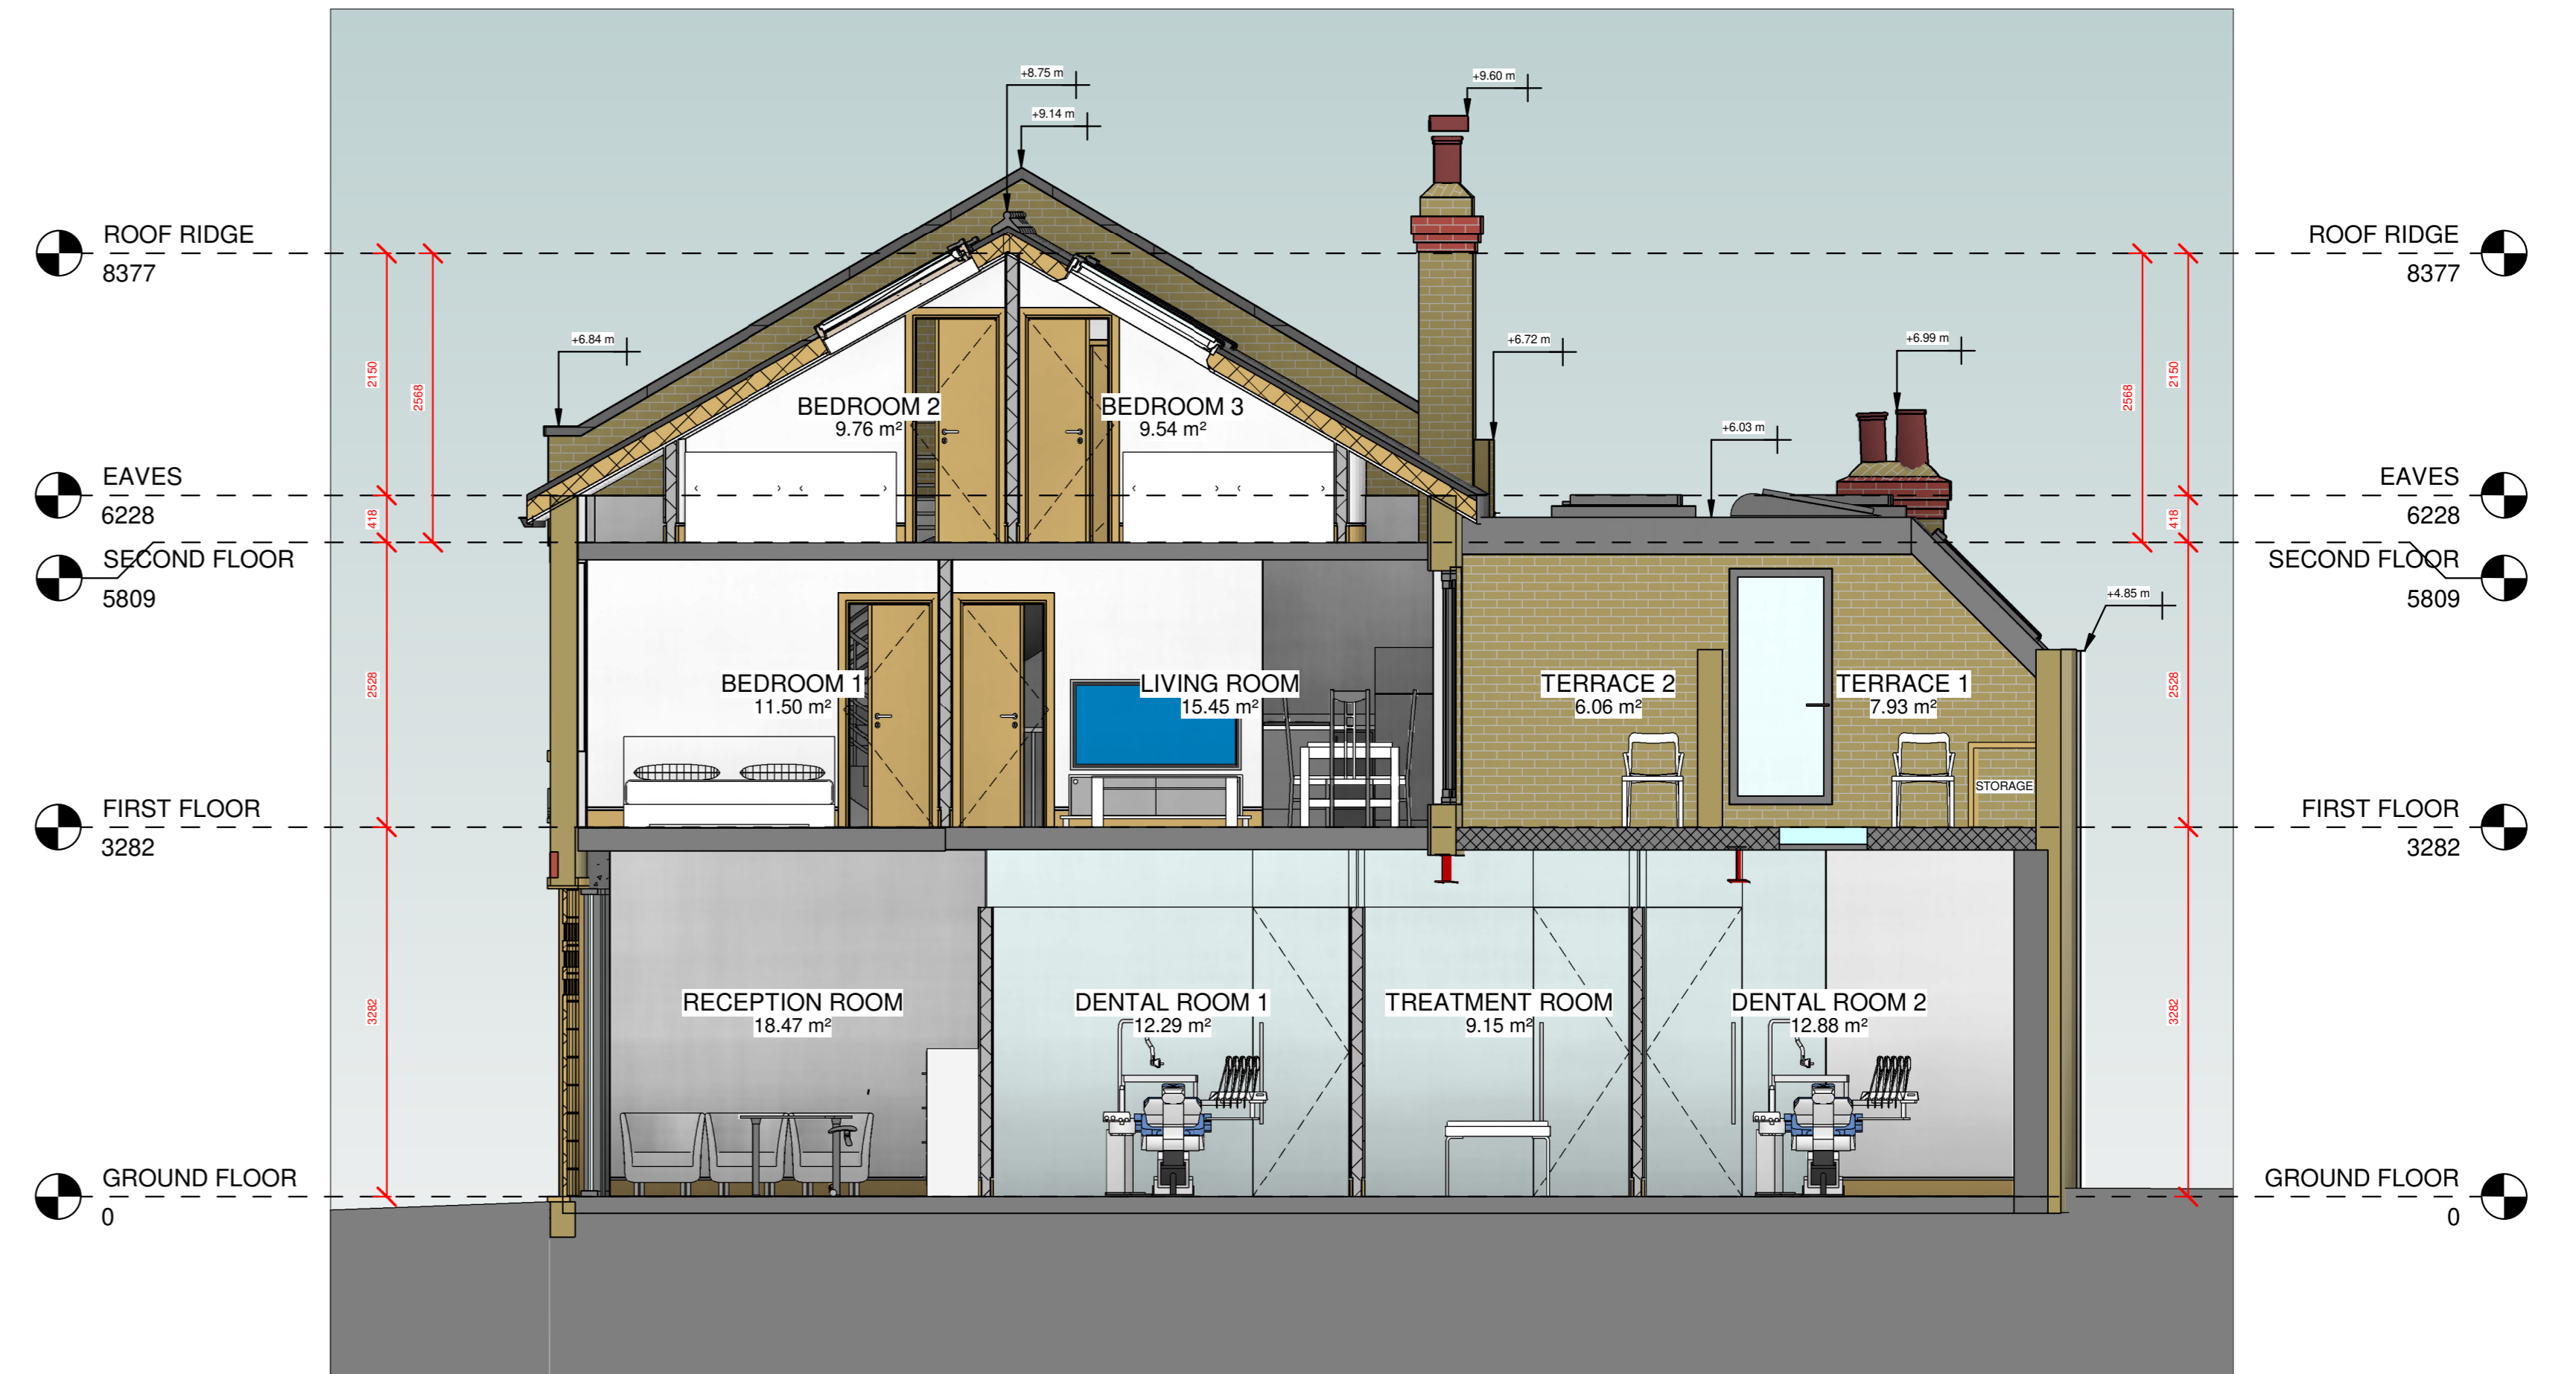 +8.75 m
+9.60 m
+9.14 m
ROOF RIDGE
8377
ROOF RIDGE
8377
+6.84 m
+6.72 m
+6.99 m
2150
2568
2568
2150
BEDROOM 2
9.76 m²
BEDROOM 3
9.54 m²
+6.03 m
EAVES
6228
EAVES
6228
418
418
SECOND FLOOR
5809
SECOND FLOOR
5809
+4.85 m
2528
2528
BEDROOM 1
11.50 m²
LIVING ROOM
15.45 m²
TERRACE 2
6.06 m²
TERRACE 1
7.93 m²
STORAGE
FIRST FLOOR
3282
FIRST FLOOR
3282
3282
3282
RECEPTION ROOM
18.47 m²
DENTAL ROOM 1
12.29 m²
TREATMENT ROOM
9.15 m²
DENTAL ROOM 2
12.88 m²
GROUND FLOOR
0
GROUND FLOOR
0